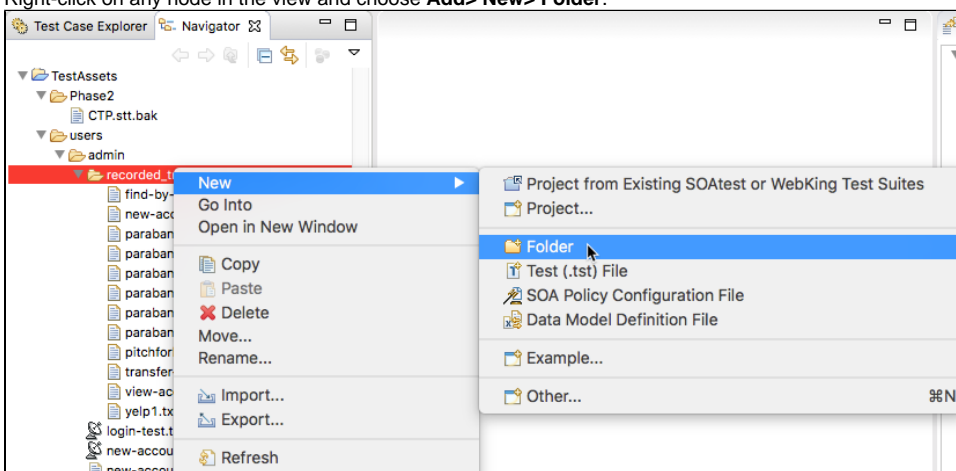 Right-click on any node in the view and choose Add> New> Folder.
Test Case Explorer Navigator
TestAssets
Phase2
CTP.stt.bak
users
admin
recorded_t
find-by-
new-acc
paraban
paraban
paraban
paraban
paraban
paraban
pitchfor
transfer
view-ac
yelp1.tx
login-test.t
new-accou
new-accou
New
Go Into
Open in New Window
Copy
Paste
Delete
Move...
Rename...
Import...
Export...
Refresh
Project from Existing SOAtest or WebKing Test Suites
Project...
Folder
Test (.tst) File
SOA Policy Configuration File
Data Model Definition File
Example...
Other... ⌘N